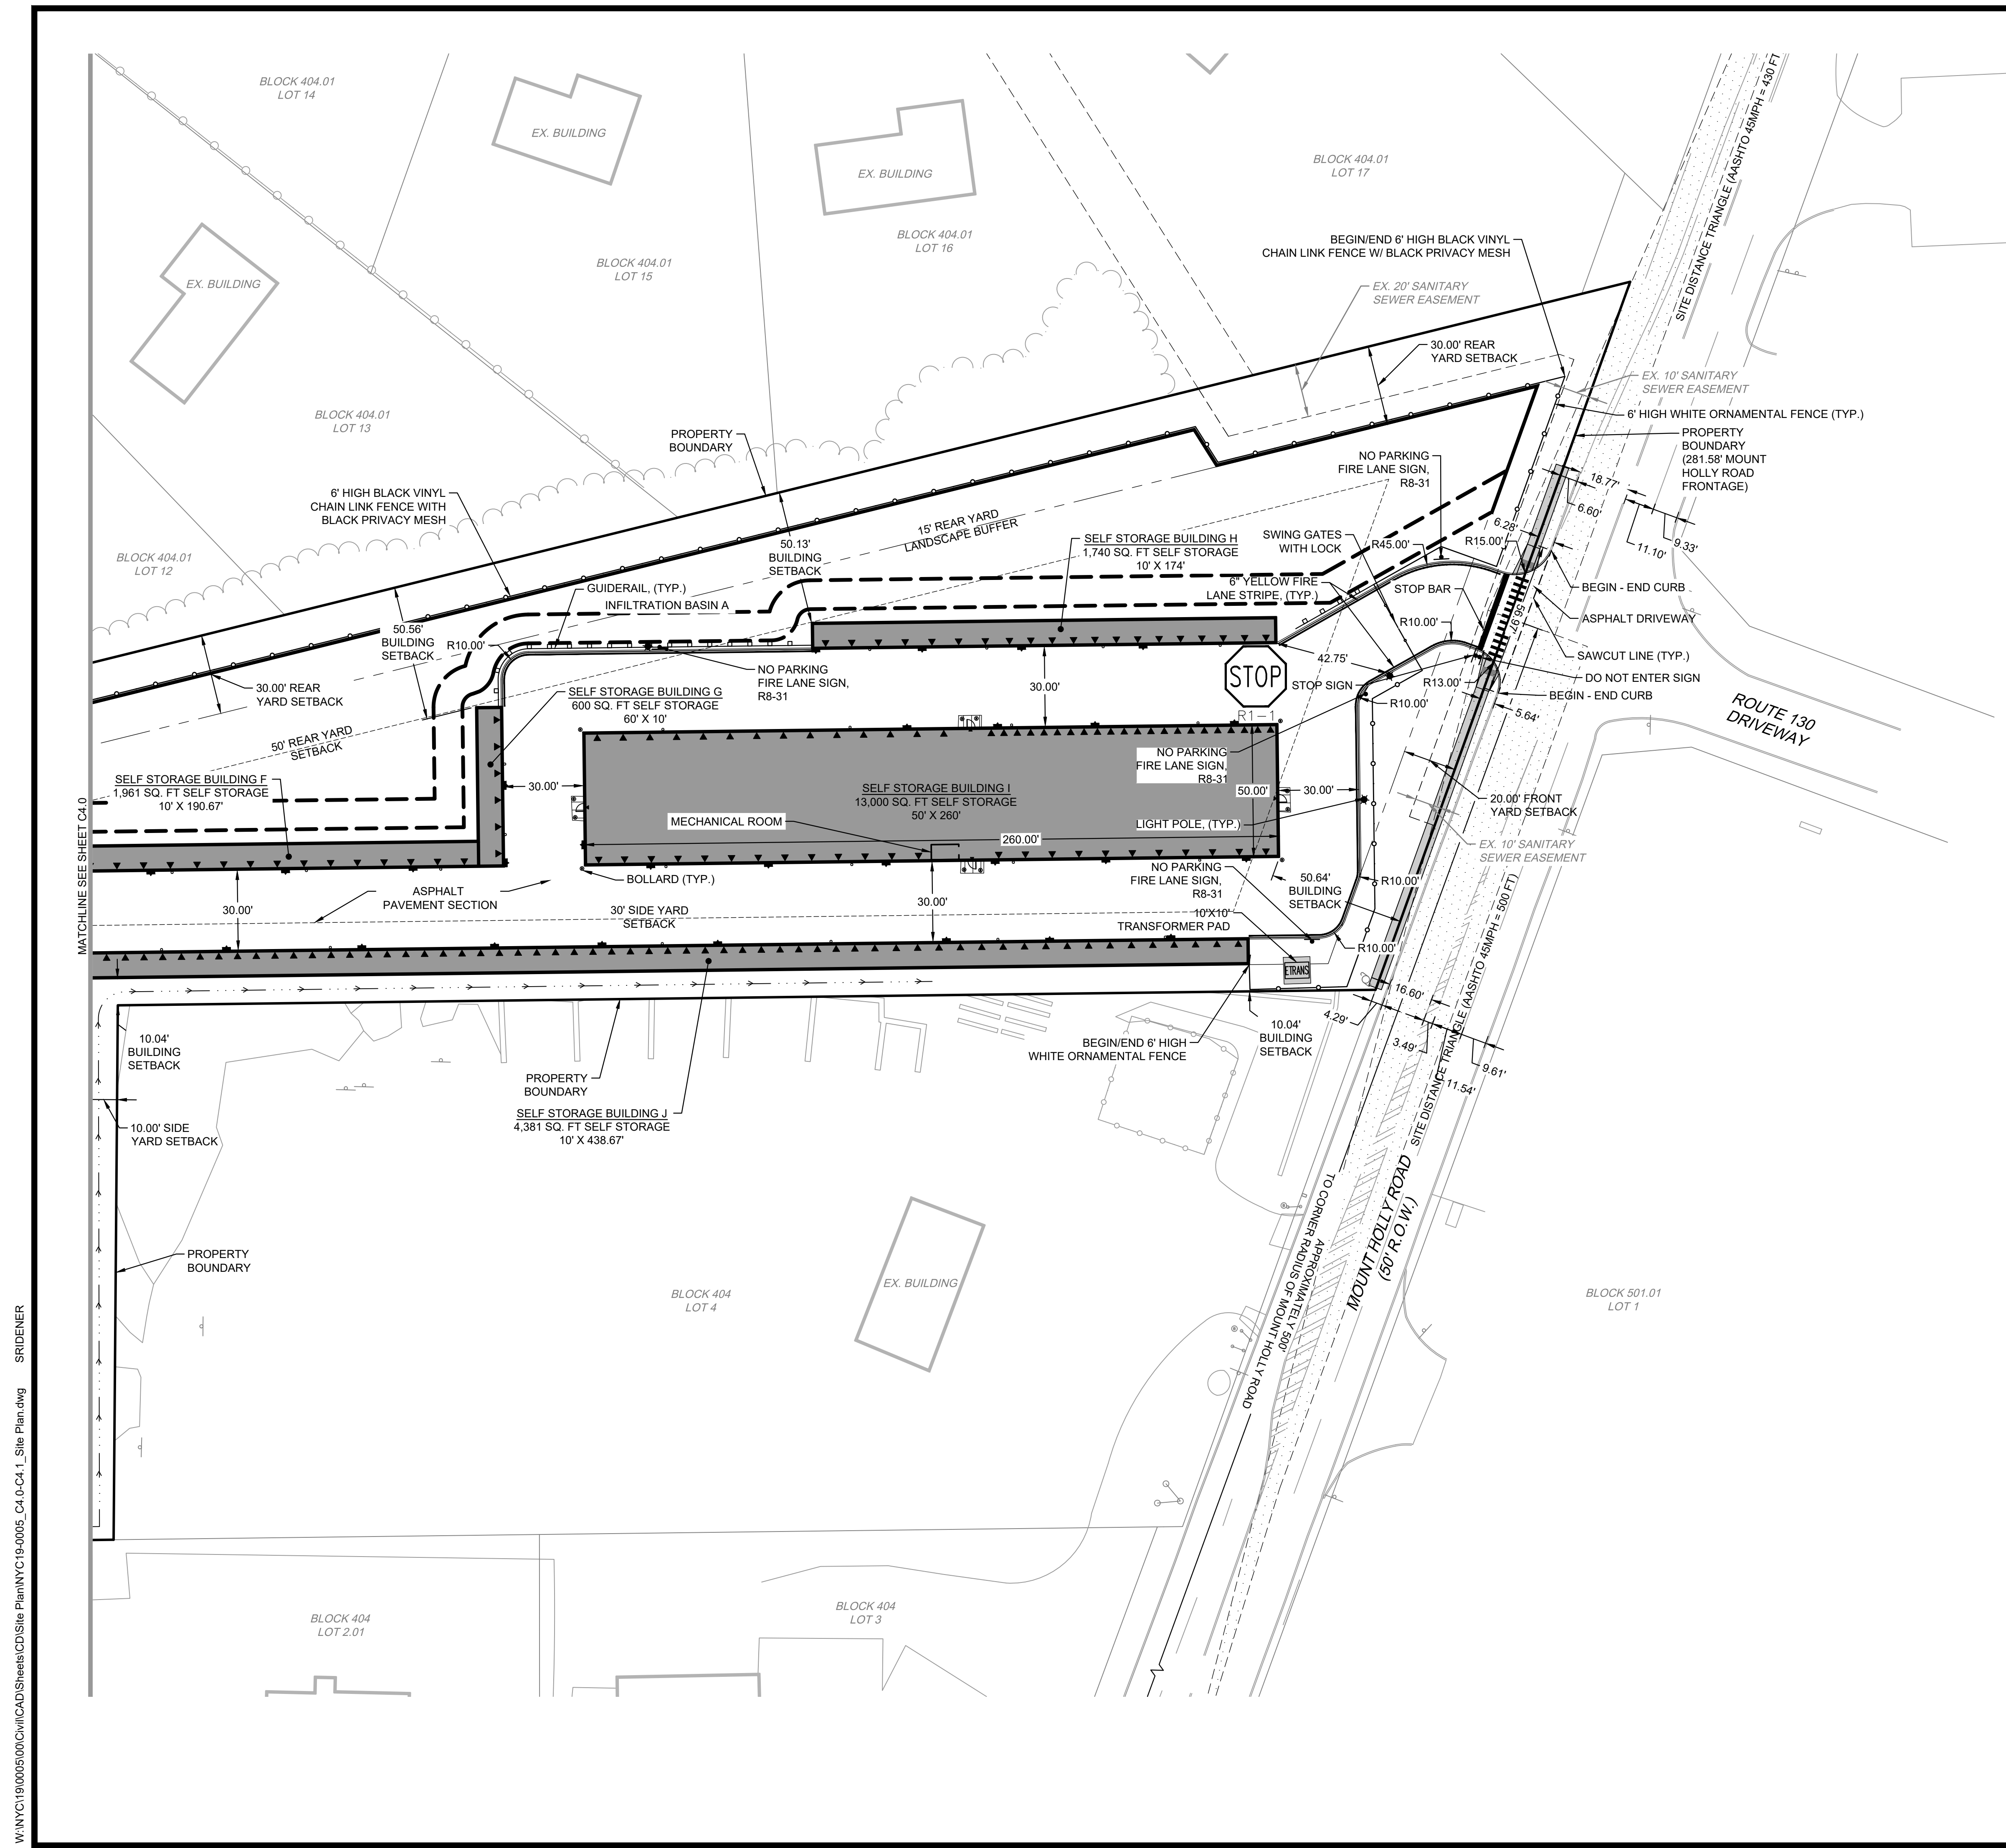 BLOCK 404.01
LOT 14
EX. BUILDING
EX. BUILDING
BLOCK 404.01
LOT 17
BLOCK 404.01
LOT 16
BLOCK 404.01
LOT 15
EX. BUILDING
SITE DISTANCE TRIANGLE (AASHTO 45MPH = 430 FT)
BEGIN/END 6' HIGH BLACK VINYL
CHAIN LINK FENCE W/ BLACK PRIVACY MESH
EX. 20' SANITARY
SEWER EASEMENT
30.00' REAR
YARD SETBACK
EX. 10' SANITARY
SEWER EASEMENT
6' HIGH WHITE ORNAMENTAL FENCE (TYP.)
PROPERTY
BOUNDARY
(281.58' MOUNT
HOLLY ROAD
FRONTAGE)
BLOCK 404.01
LOT 13
PROPERTY
BOUNDARY
6' HIGH BLACK VINYL
CHAIN LINK FENCE WITH
BLACK PRIVACY MESH
NO PARKING
FIRE LANE SIGN,
R8-31
18.77'
6.60'
6.28'
11.10'
9.33'
15' REAR YARD
LANDSCAPE BUFFER
50.13'
BUILDING
SETBACK
SELF STORAGE BUILDING H
1,740 SQ. FT SELF STORAGE
10' X 174'
SWING GATES
WITH LOCK
R45.00'
R15.00'
BLOCK 404.01
LOT 12
GUIDERAIL, (TYP.)
INFILTRATION BASIN A
6" YELLOW FIRE
LANE STRIPE, (TYP.)
STOP BAR
BEGIN - END CURB
ASPHALT DRIVEWAY
56.97'
R10.00'
50.56'
BUILDING
SETBACK
R10.00'
SAWCUT LINE (TYP.)
42.75'
STOP
R1-1
STOP SIGN
R13.00'
DO NOT ENTER SIGN
BEGIN - END CURB
R10.00'
5.64'
NO PARKING
FIRE LANE SIGN,
R8-31
30.00' REAR
YARD SETBACK
SELF STORAGE BUILDING G
600 SQ. FT SELF STORAGE
60' X 10'
30.00'
ROUTE 130
DRIVEWAY
50' REAR YARD
SETBACK
NO PARKING
FIRE LANE SIGN,
R8-31
SELF STORAGE BUILDING F
1,961 SQ. FT SELF STORAGE
10' X 190.67'
30.00'
SELF STORAGE BUILDING I
13,000 SQ. FT SELF STORAGE
50' X 260'
50.00'
30.00'
20.00' FRONT
YARD SETBACK
MECHANICAL ROOM
LIGHT POLE, (TYP.)
260.00'
EX. 10' SANITARY
SEWER EASEMENT
MATCHLINE SEE SHEET C4.0
BOLLARD (TYP.)
NO PARKING
FIRE LANE SIGN,
R8-31
50.64'
BUILDING
SETBACK
R10.00'
ASPHALT
PAVEMENT SECTION
30.00'
30' SIDE YARD
SETBACK
30.00'
10'X10'
TRANSFORMER PAD
R10.00'
ETRANS
16.60'
4.29'
3.49'
9.61'
11.54'
SITE DISTANCE TRIANGLE (AASHTO 45MPH = 500 FT)
10.04'
BUILDING
SETBACK
BEGIN/END 6' HIGH
WHITE ORNAMENTAL FENCE
10.04'
BUILDING
SETBACK
PROPERTY
BOUNDARY
SELF STORAGE BUILDING J
4,381 SQ. FT SELF STORAGE
10' X 438.67'
10.00' SIDE
YARD SETBACK
MOUNT HOLLY ROAD
(50' R.O.W.)
APPROXIMATELY 500'
TO CORNER RADIUS OF MOUNT HOLLY ROAD
PROPERTY
BOUNDARY
BLOCK 404
LOT 4
EX. BUILDING
BLOCK 501.01
LOT 1
BLOCK 404
LOT 2.01
BLOCK 404
LOT 3
W:\NYC\19\0005\00\Civil\CAD\Sheets\CD\Site Plan\NYC19-0005_C4.0-C4.1_Site Plan.dwg SRIDENER